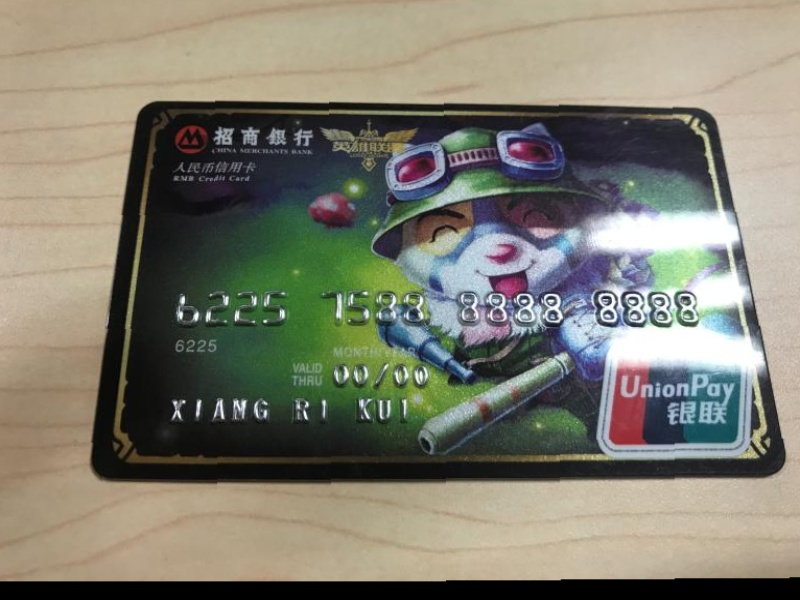 招商银行
CHINA MERCHANTS BANK
英雄联盟
人民币信用卡
RMB Credit Card
6225 7588 8888 8888
6225
MONTH/YEAR
VALID THRU 00/00
XIANG RI KUI
UnionPay
银联